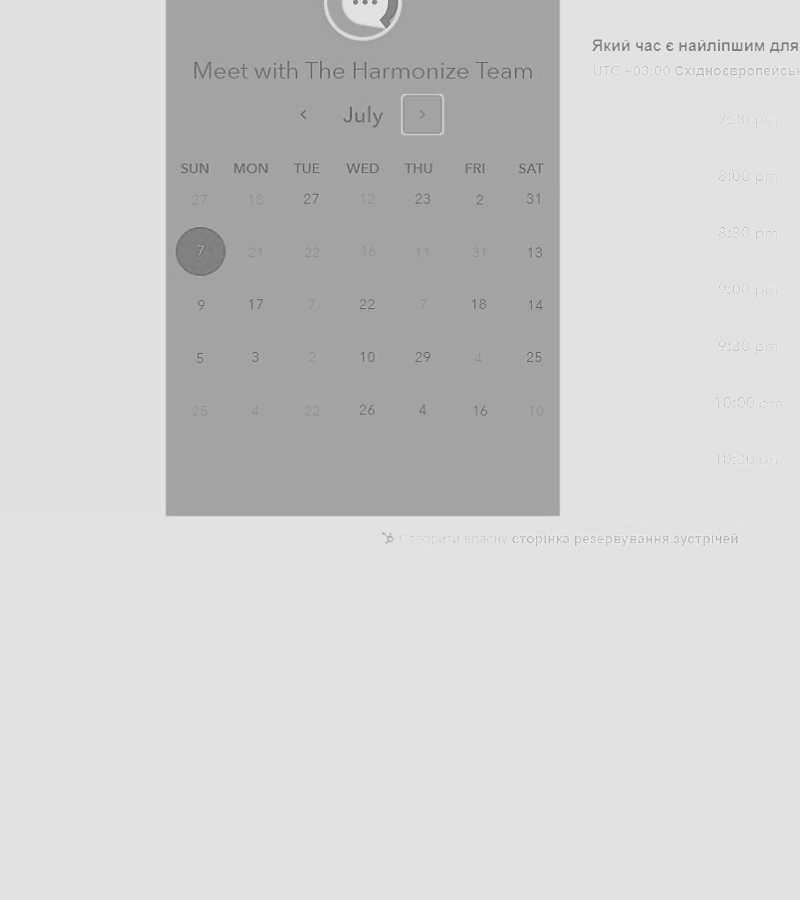 Meet with The Harmonize Team
July
SUN MON TUE WED THU FRI SAT
27 18 27 12 23 2 31
7 21 22 16 11 31 13
9 17 7 22 7 18 14
5 3 2 10 29 4 25
25 4 22 26 4 16 10
Який час є найліпшим для
UTC +03:00 Східноєвропейськ
7:30 pm
8:00 pm
8:30 pm
9:00 pm
9:30 pm
10:00 pm
10:30 pm
Створити власну сторінка резервування зустрічей